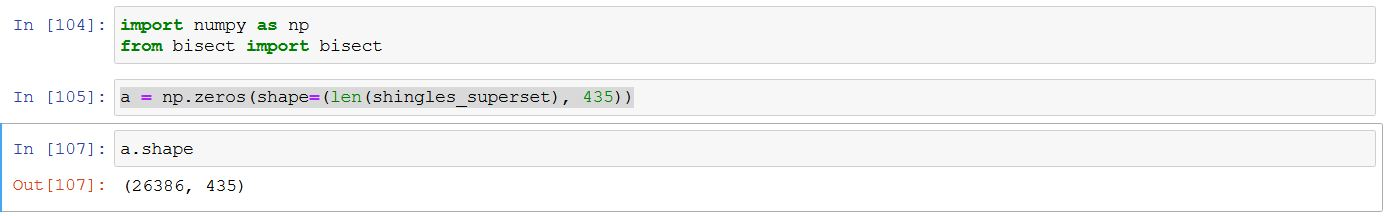 In [104]: import numpy as np
from bisect import bisect
In [105]: a = np.zeros(shape=(len(shingles_superset), 435))
In [107]: a.shape
Out[107]: (26386, 435)